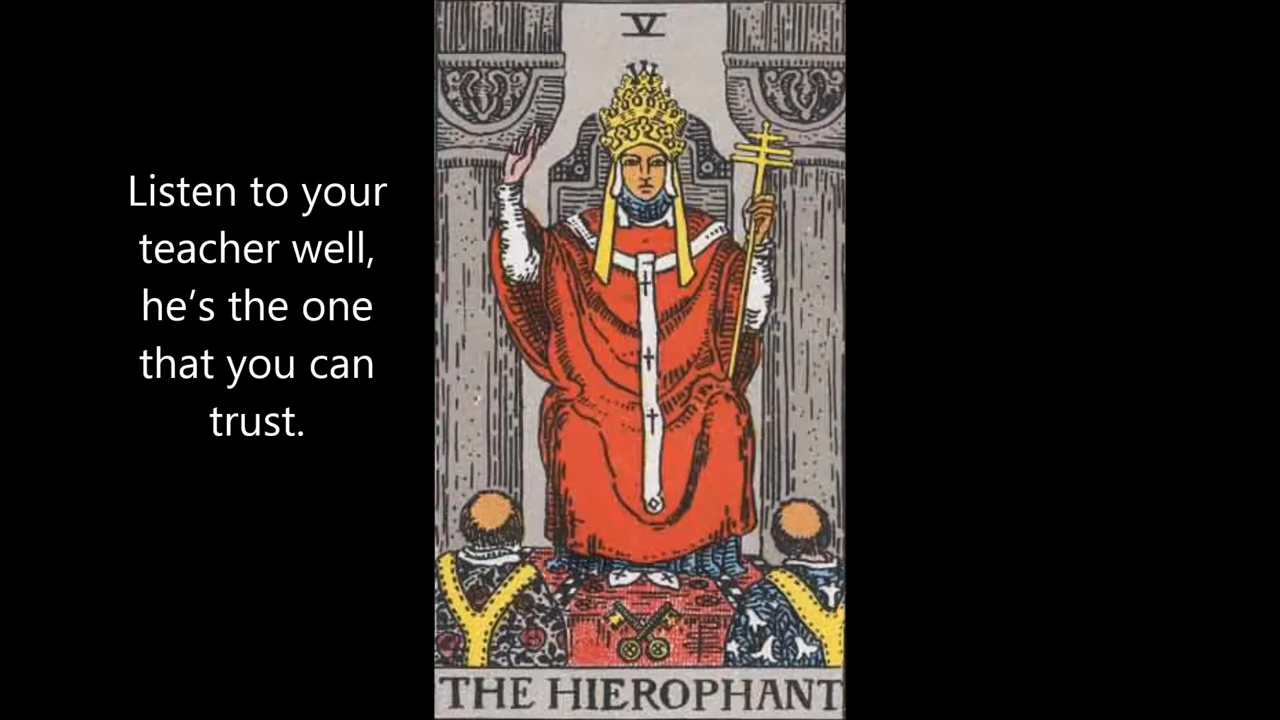 Listen to your
teacher well,
he’s the one
that you can
trust.
V
THE HIEROPHANT